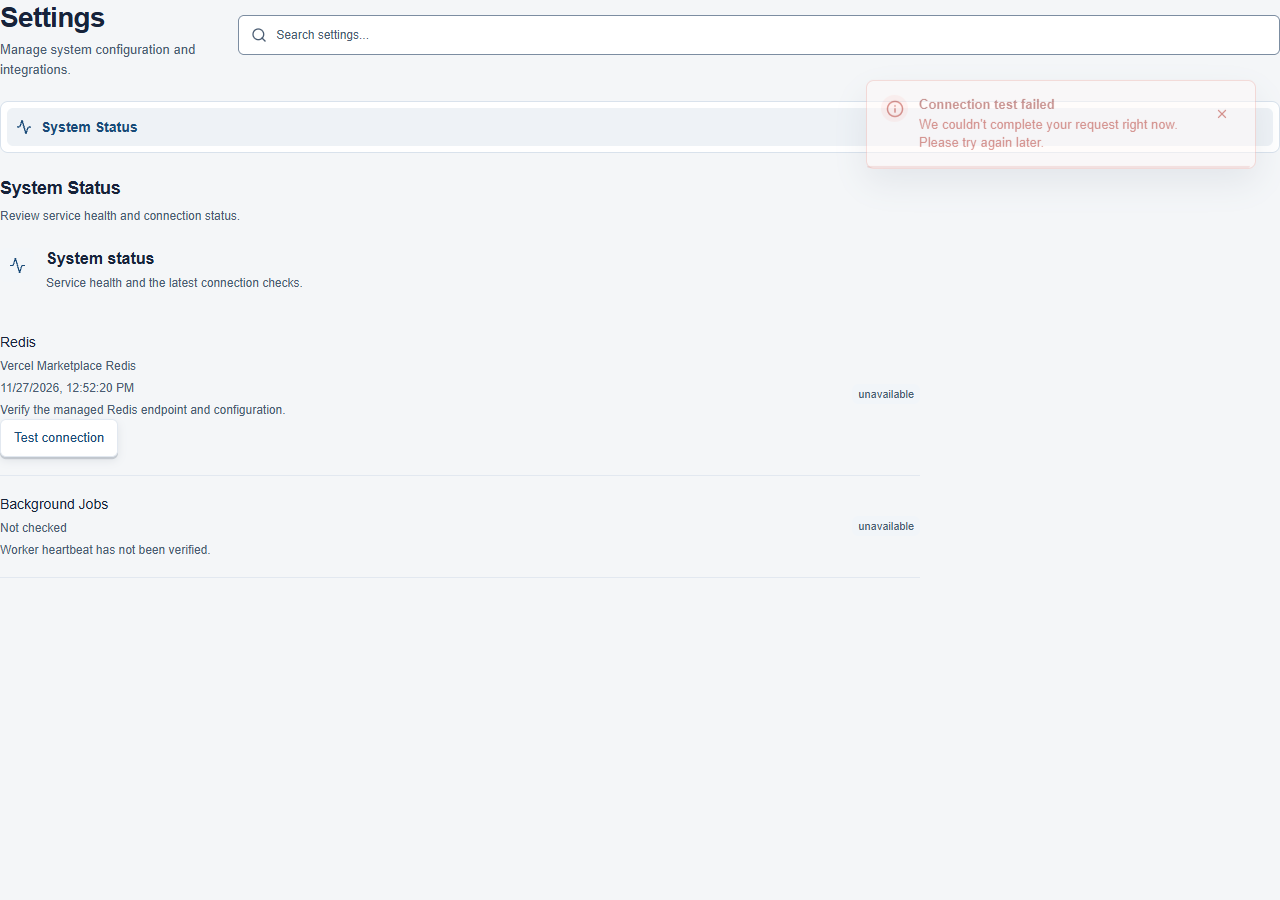 Settings
Manage system configuration and
integrations.
Search settings...
System Status
Connection test failed
We couldn't complete your request right now.
Please try again later.
System Status
Review service health and connection status.
System status
Service health and the latest connection checks.
Redis
Vercel Marketplace Redis
11/27/2026, 12:52:20 PM
Verify the managed Redis endpoint and configuration.
unavailable
Test connection
Background Jobs
Not checked
Worker heartbeat has not been verified.
unavailable